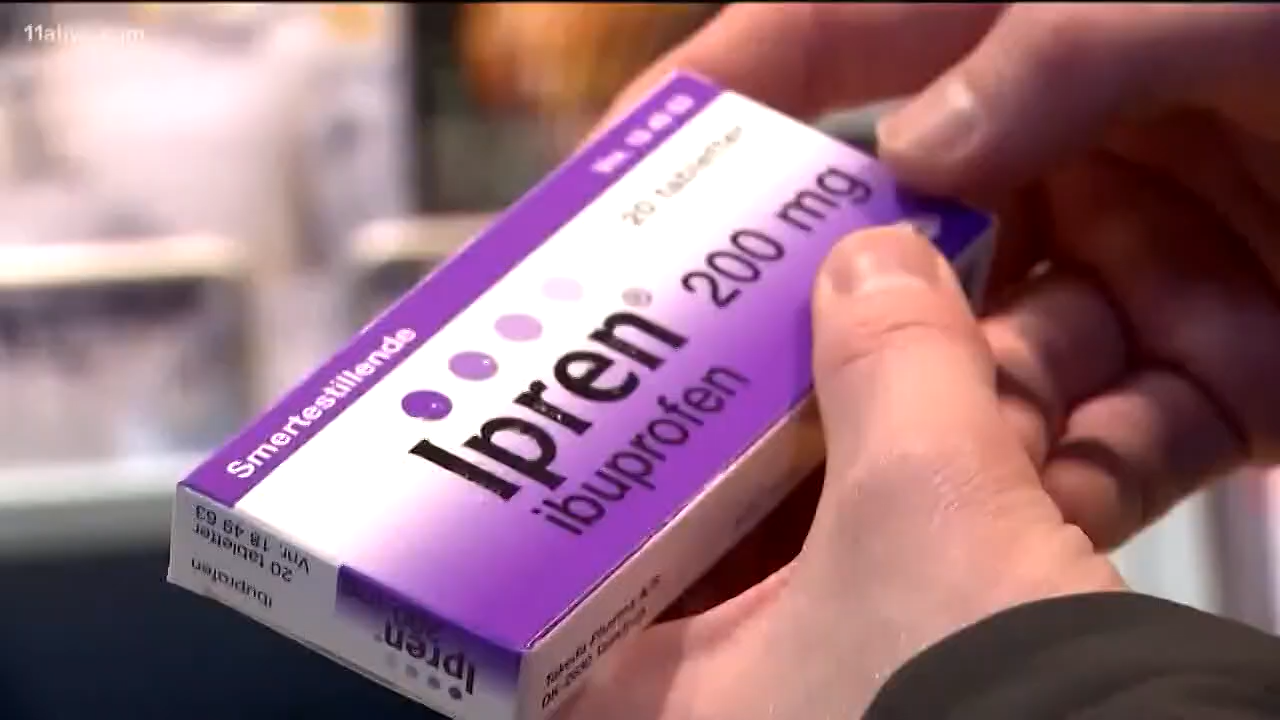 11alive.com
20 tabletter
Smertestillende
Ipren® 200 mg
ibuprofen
Vnr. 18 49 63
20 tabletter
ibuprofen
Ipren
Takeda Pharma A/S